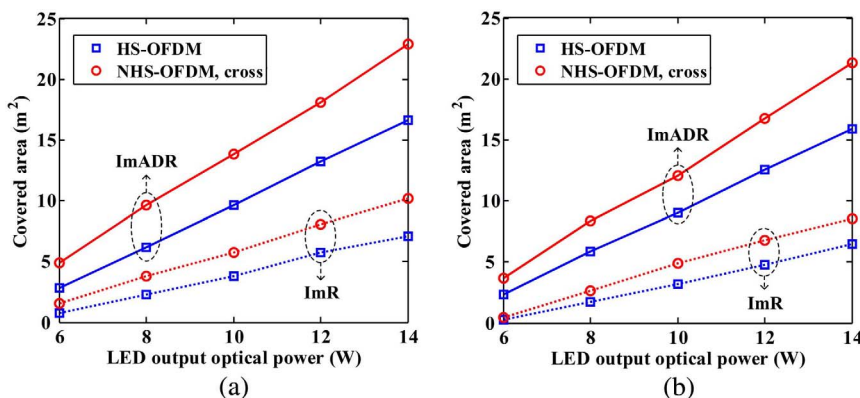 25
20
15
10
5
0
Covered area (m²)
HS-OFDM
NHS-OFDM, cross
ImADR
ImR
6 8 10 12 14
LED output optical power (W)
(a)
25
20
15
10
5
0
Covered area (m²)
HS-OFDM
NHS-OFDM, cross
ImADR
ImR
6 8 10 12 14
LED output optical power (W)
(b)